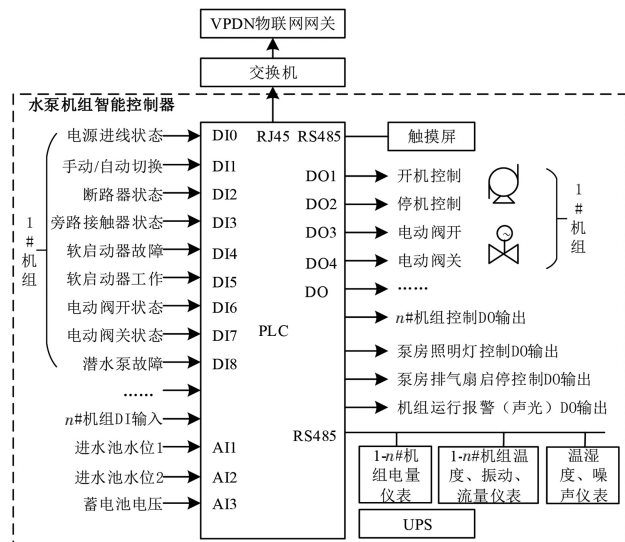 VPDN物联网网关
交换机
水泵机组智能控制器
电源进线状态 DI0 RJ45 RS485 触摸屏
手动/自动切换 DI1 DO1 开机控制
断路器状态 DI2 DO2 停机控制
旁路接触器状态 DI3 DO3 电动阀开
软启动器故障 DI4 DO4 电动阀关
软启动器工作 DI5 DO ……
电动阀开状态 DI6 n#机组控制DO输出
电动阀关状态 DI7 PLC 泵房照明灯控制DO输出
潜水泵故障 DI8 泵房排气扇启停控制DO输出
……
n#机组DI输入 机组运行报警（声光）DO输出
1#机组
1#机组
~
进水池水位1 AI1 RS485
进水池水位2 AI2
蓄电池电压 AI3
1-n#机
组电量
仪表
1-n#机组温
度、振动、
流量仪表
温湿
度、噪
声仪表
UPS